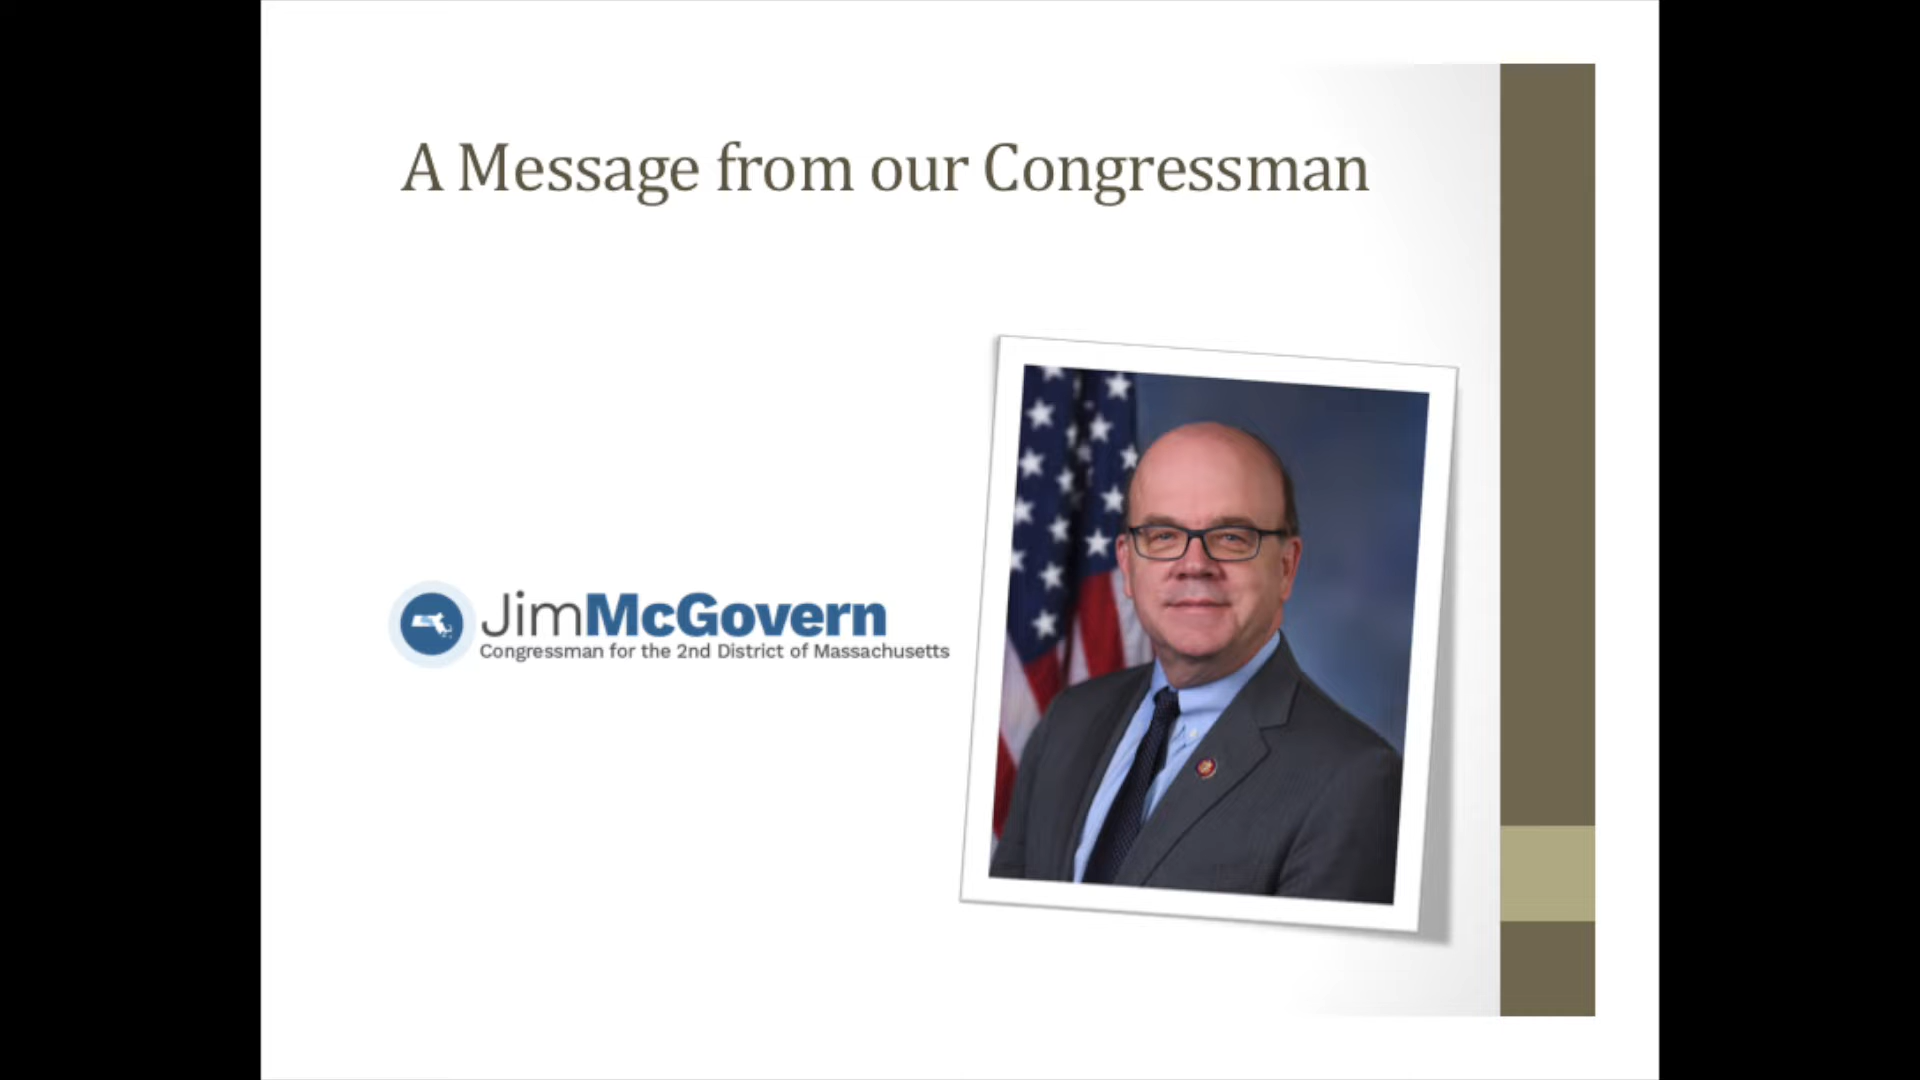 A Message from our Congressman
JimMcGovern
Congressman for the 2nd District of Massachusetts